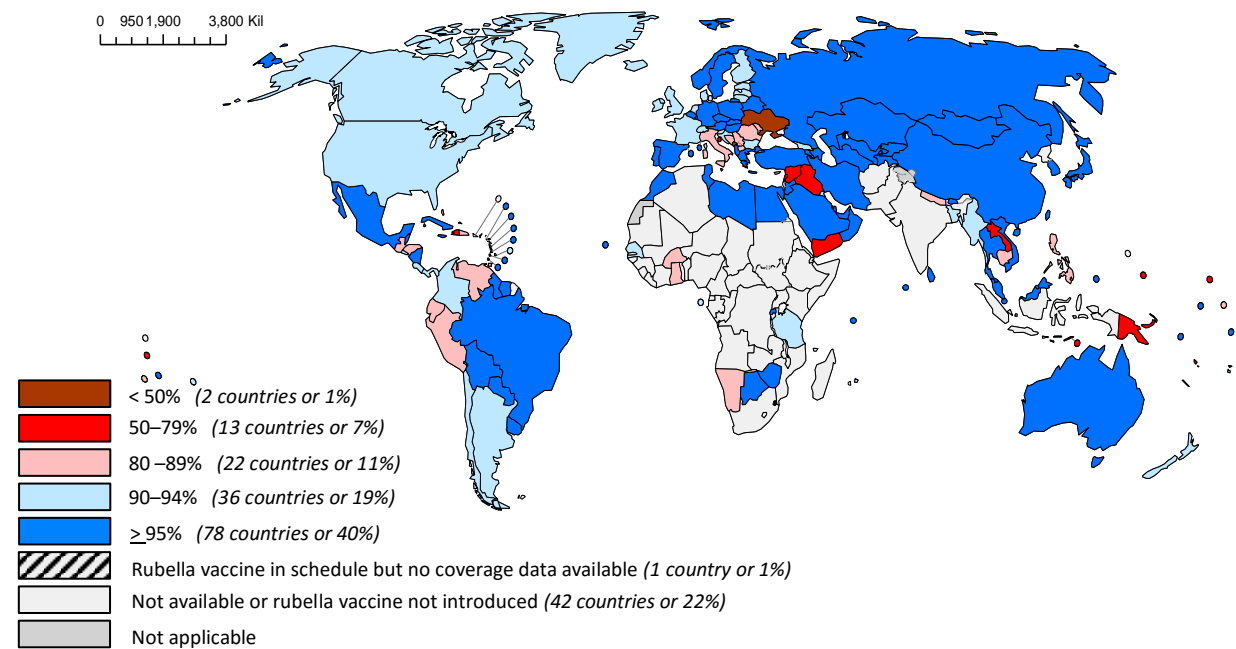 0 950 1,900 3,800 Kil
< 50% (2 countries or 1%)
50–79% (13 countries or 7%)
80 –89% (22 countries or 11%)
90–94% (36 countries or 19%)
≥95% (78 countries or 40%)
Rubella vaccine in schedule but no coverage data available (1 country or 1%)
Not available or rubella vaccine not introduced (42 countries or 22%)
Not applicable